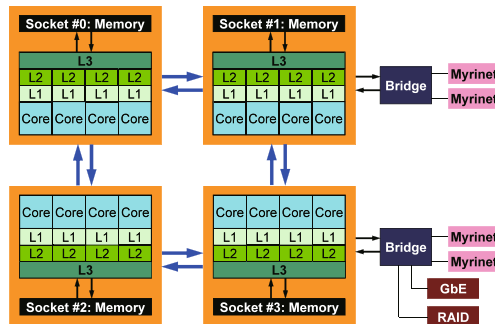 Socket #0: Memory
L3
L2 L2 L2 L2
L1 L1 L1 L1
Core Core Core Core
Socket #1: Memory
L3
L2 L2 L2 L2
L1 L1 L1 L1
Core Core Core Core
Bridge
Myrinet
Myrinet
Core Core Core Core
L1 L1 L1 L1
L2 L2 L2 L2
L3
Socket #2: Memory
Core Core Core Core
L1 L1 L1 L1
L2 L2 L2 L2
L3
Socket #3: Memory
Bridge
Myrinet
Myrinet
GbE
RAID